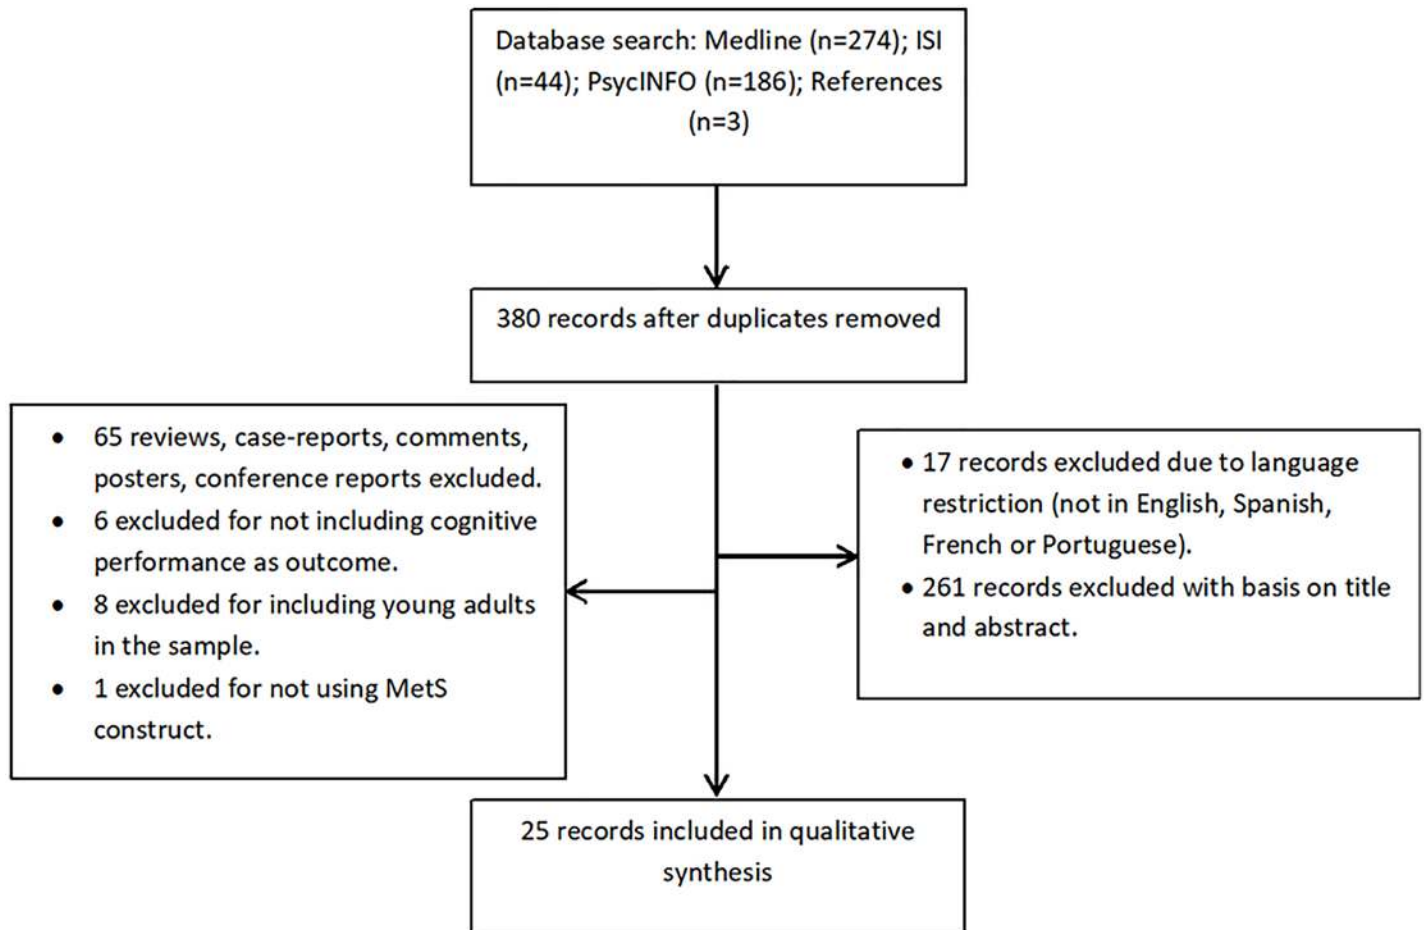 Database search: Medline (n=274); ISI
(n=44); PsycINFO (n=186); References
(n=3)
380 records after duplicates removed
• 65 reviews, case-reports, comments,
posters, conference reports excluded.
• 6 excluded for not including cognitive
performance as outcome.
• 8 excluded for including young adults
in the sample.
• 1 excluded for not using MetS
construct.
• 17 records excluded due to language
restriction (not in English, Spanish,
French or Portuguese).
• 261 records excluded with basis on title
and abstract.
25 records included in qualitative
synthesis